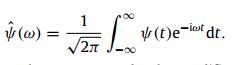 ψ̂(ω) = 1/√2π ∫_{-∞}^{∞} ψ(t)e^{-iωt} dt.